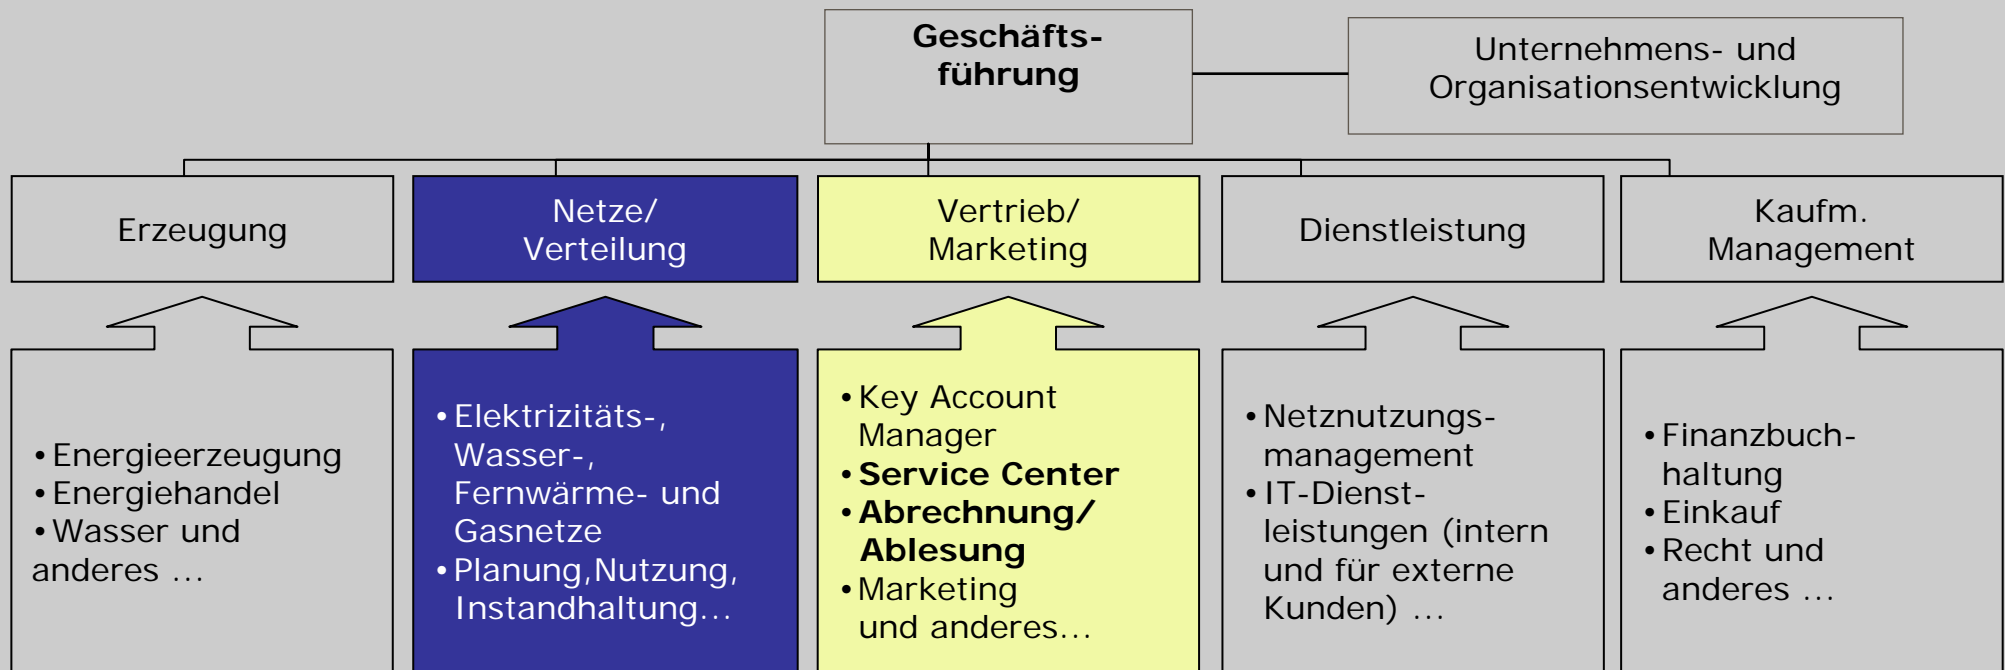 Geschäfts-
führung
Unternehmens- und
Organisationsentwicklung
Erzeugung
Netze/
Verteilung
Vertrieb/
Marketing
Dienstleistung
Kaufm.
Management
• Energieerzeugung
• Energiehandel
• Wasser und
anderes ...
• Elektrizitäts-,
Wasser-,
Fernwärme- und
Gasnetze
• Planung,Nutzung,
Instandhaltung...
• Key Account
Manager
• Service Center
• Abrechnung/
Ablesung
• Marketing
und anderes...
• Netznutzungs-
management
• IT-Dienst-
leistungen (intern
und für externe
Kunden) ...
• Finanzbuch-
haltung
• Einkauf
• Recht und
anderes ...